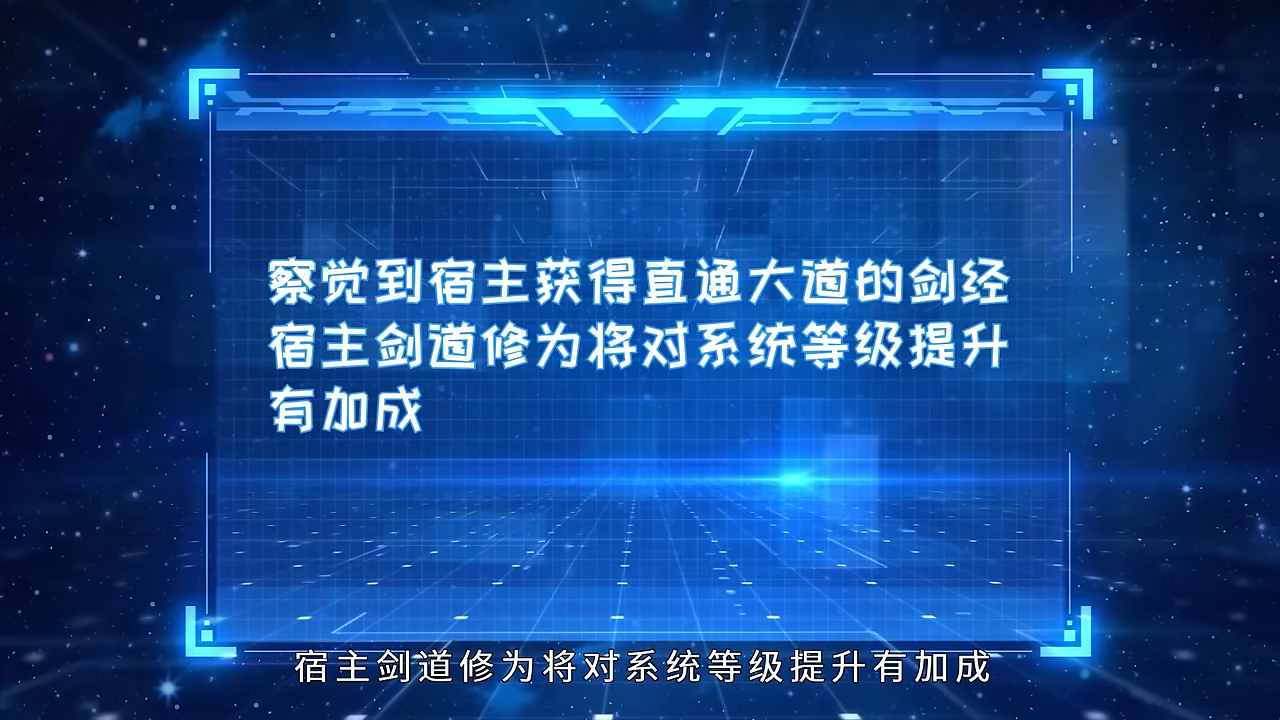 察觉到宿主获得直通大道的剑经
宿主剑道修为将对系统等级提升
有加成
宿主剑道修为将对系统等级提升有加成